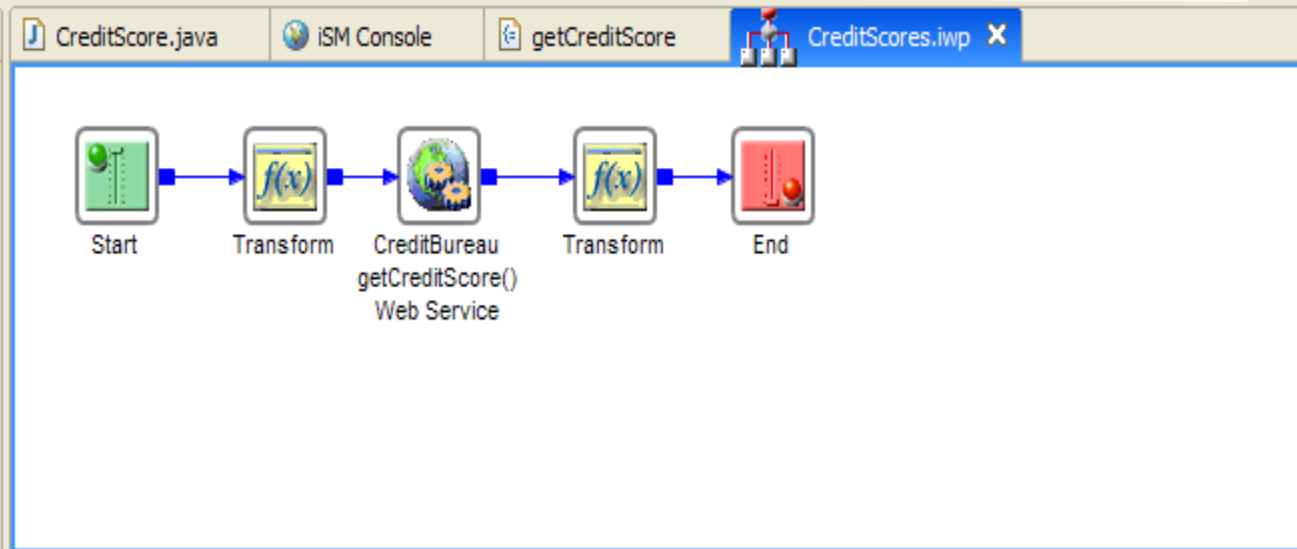 CreditScore.java
iSM Console
getCreditScore
CreditScores.iwp
f(x)
f(x)
Start
Transform
CreditBureau
getCreditScore()
Web Service
Transform
End